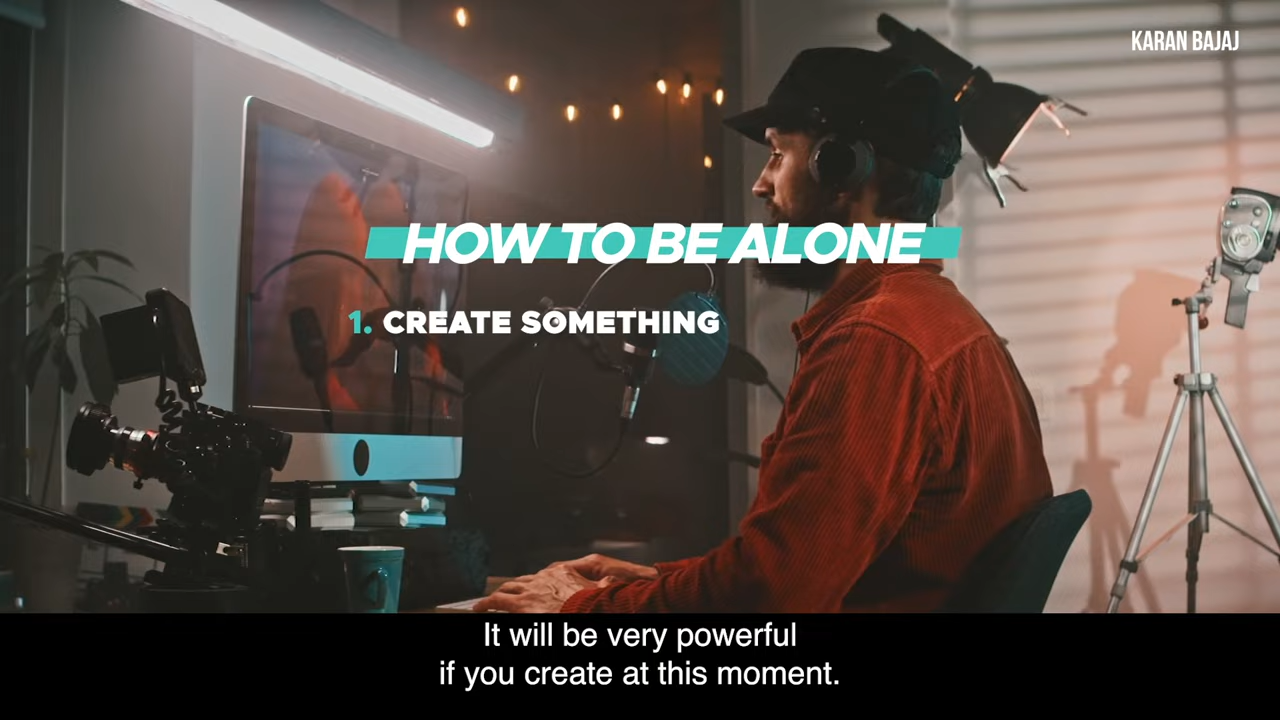 KARAN BAJAJ
HOW TO BE ALONE
1. CREATE SOMETHING
It will be very powerful
if you create at this moment.